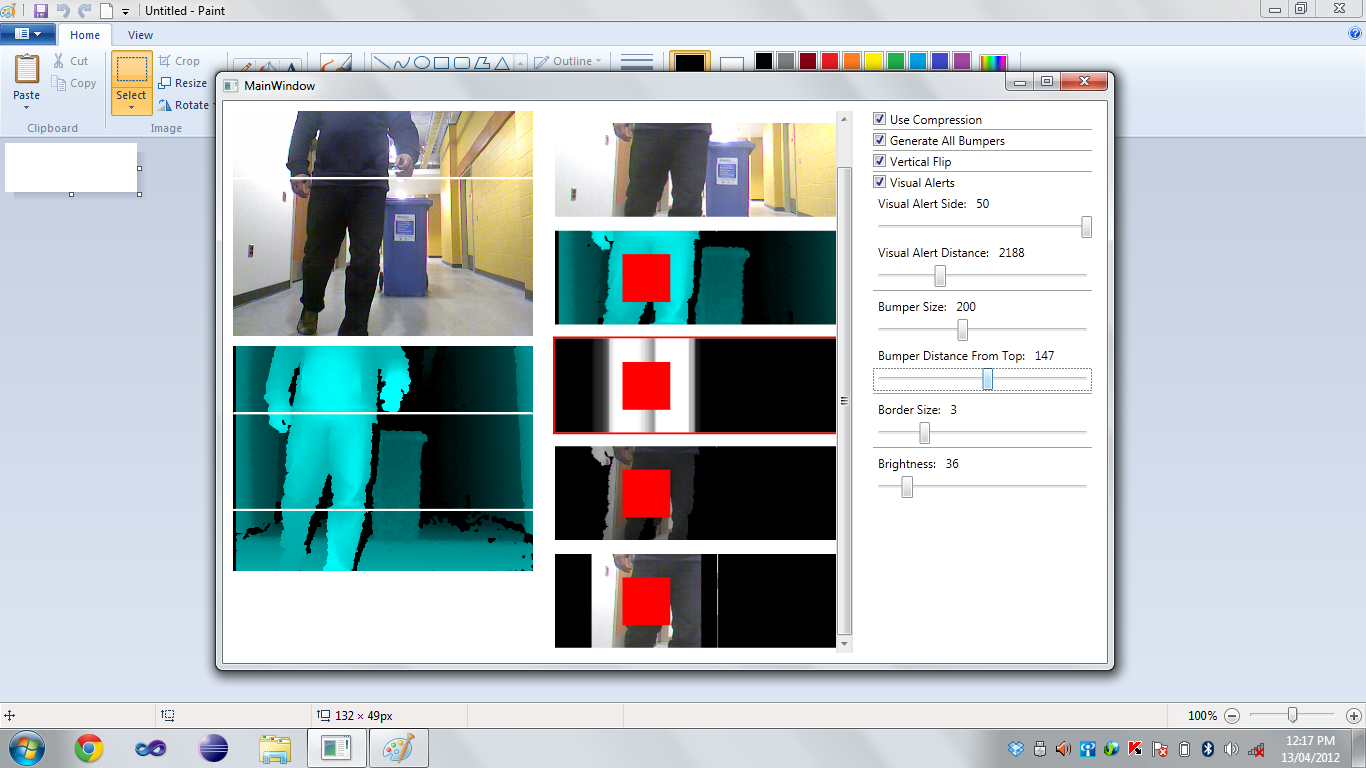 Untitled - Paint
Home View
Paste
Cut
Copy
Clipboard
Select
Crop
Resize
Rotate
Image
Outline
MainWindow
Use Compression
Generate All Bumpers
Vertical Flip
Visual Alerts
Visual Alert Side: 50
Visual Alert Distance: 2188
Bumper Size: 200
Bumper Distance From Top: 147
Border Size: 3
Brightness: 36
132 × 49px
100%
12:17 PM
13/04/2012